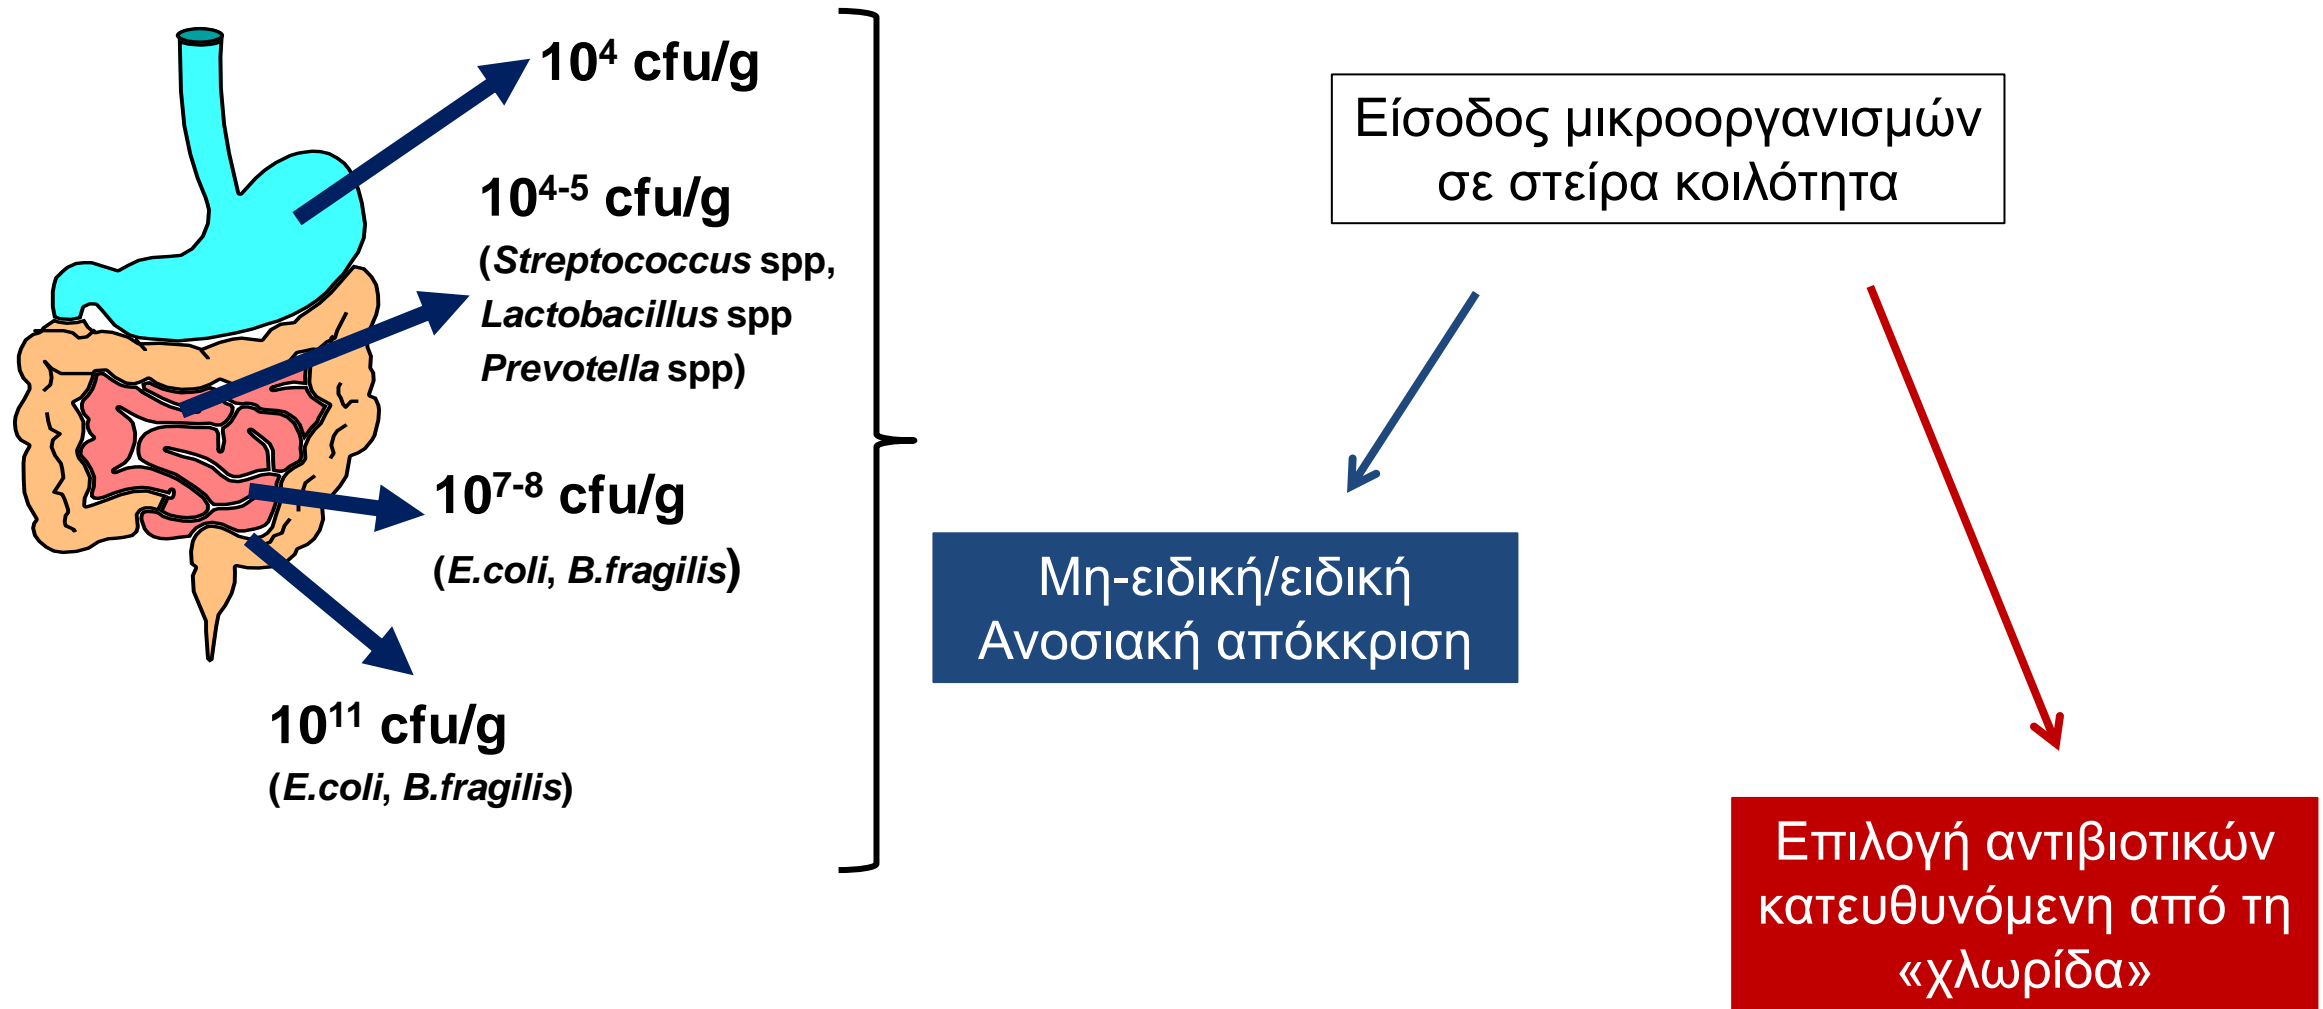 10⁴ cfu/g
10⁴⁻⁵ cfu/g
(Streptococcus spp,
Lactobacillus spp
Prevotella spp)
10⁷⁻⁸ cfu/g
(E.coli, B.fragilis)
10¹¹ cfu/g
(E.coli, B.fragilis)
Είσοδος μικροοργανισμών
σε στείρα κοιλότητα
Μη-ειδική/ειδική
Ανοσιακή απόκκριση
Επιλογή αντιβιοτικών
κατευθυνόμενη από τη
«χλωρίδα»